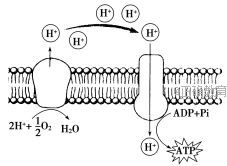 H⁺ H⁺
H⁺ H⁺ H⁺
2H⁺+1/2O₂ H₂O
ADP+Pi
H⁺
ATP